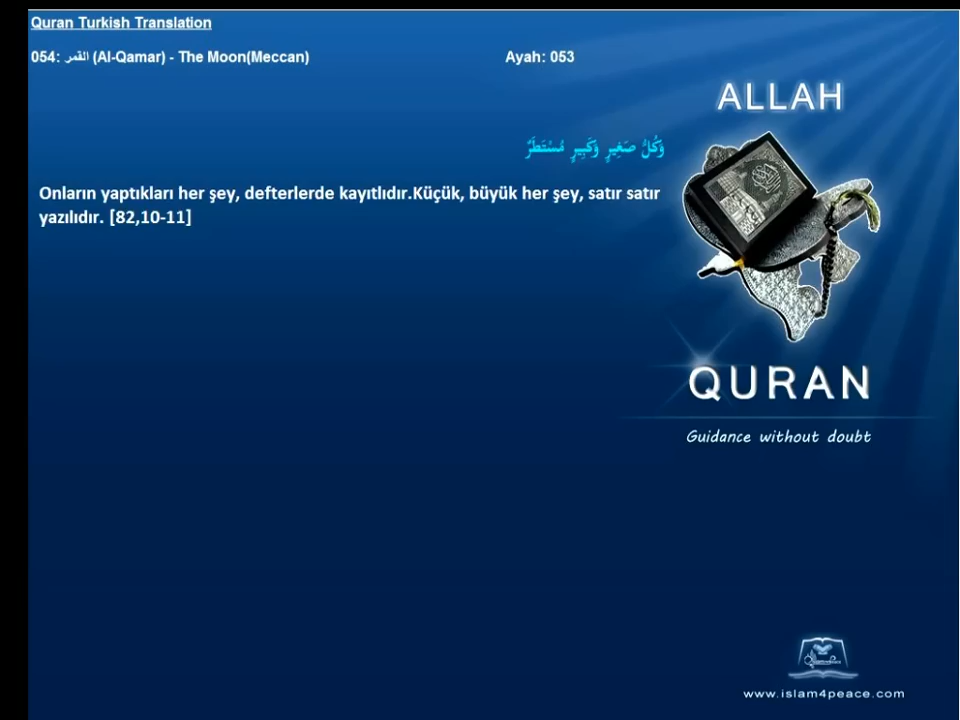 Quran Turkish Translation
054: القمر (Al-Qamar) - The Moon(Meccan) Ayah: 053
ALLAH
وَكُلُّ صَغِيرٍ وَكَبِيرٍ مُسْتَطَرٌ
Onların yaptıkları her şey, defterlerde kayıtlıdır.Küçük, büyük her şey, satır satır
yazılıdır. [82,10-11]
QURAN
Guidance without doubt
www.islam4peace.com